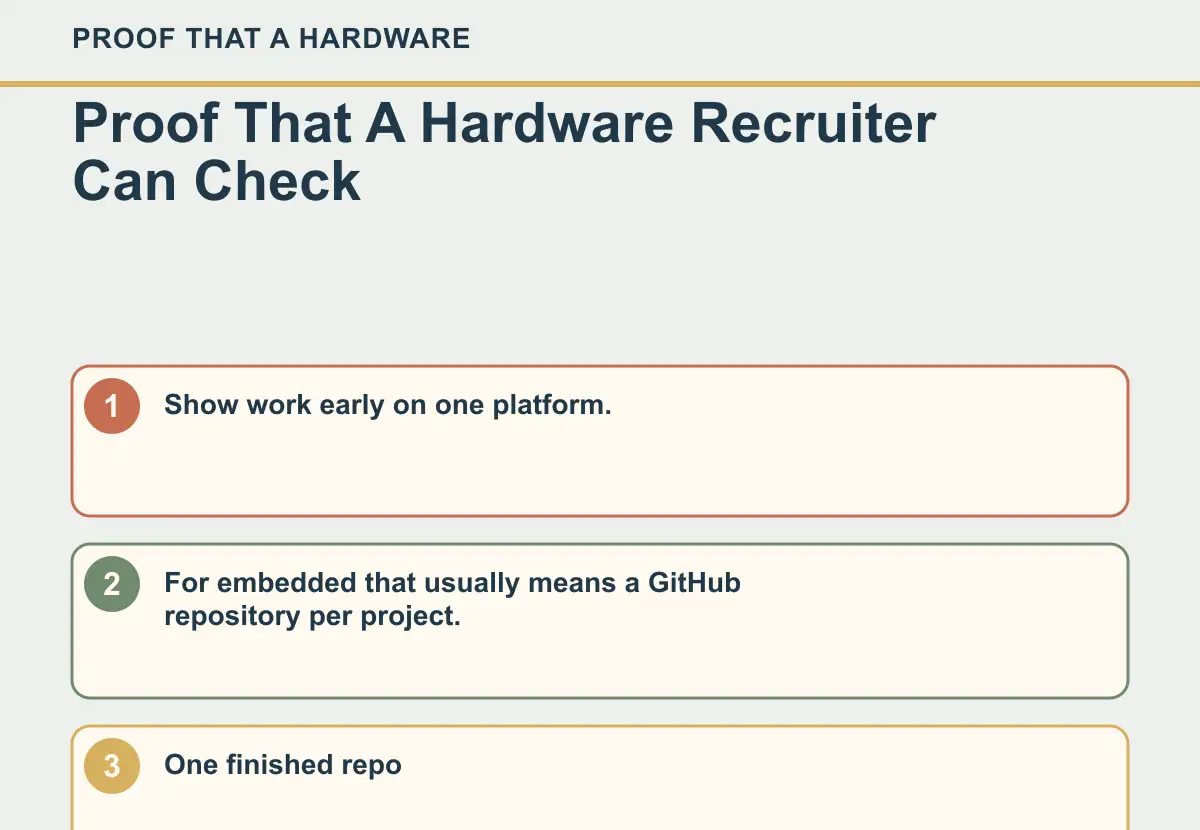 PROOF THAT A HARDWARE
Proof That A Hardware Recruiter
Can Check
1
Show work early on one platform.
2
For embedded that usually means a GitHub
repository per project.
3
One finished repo